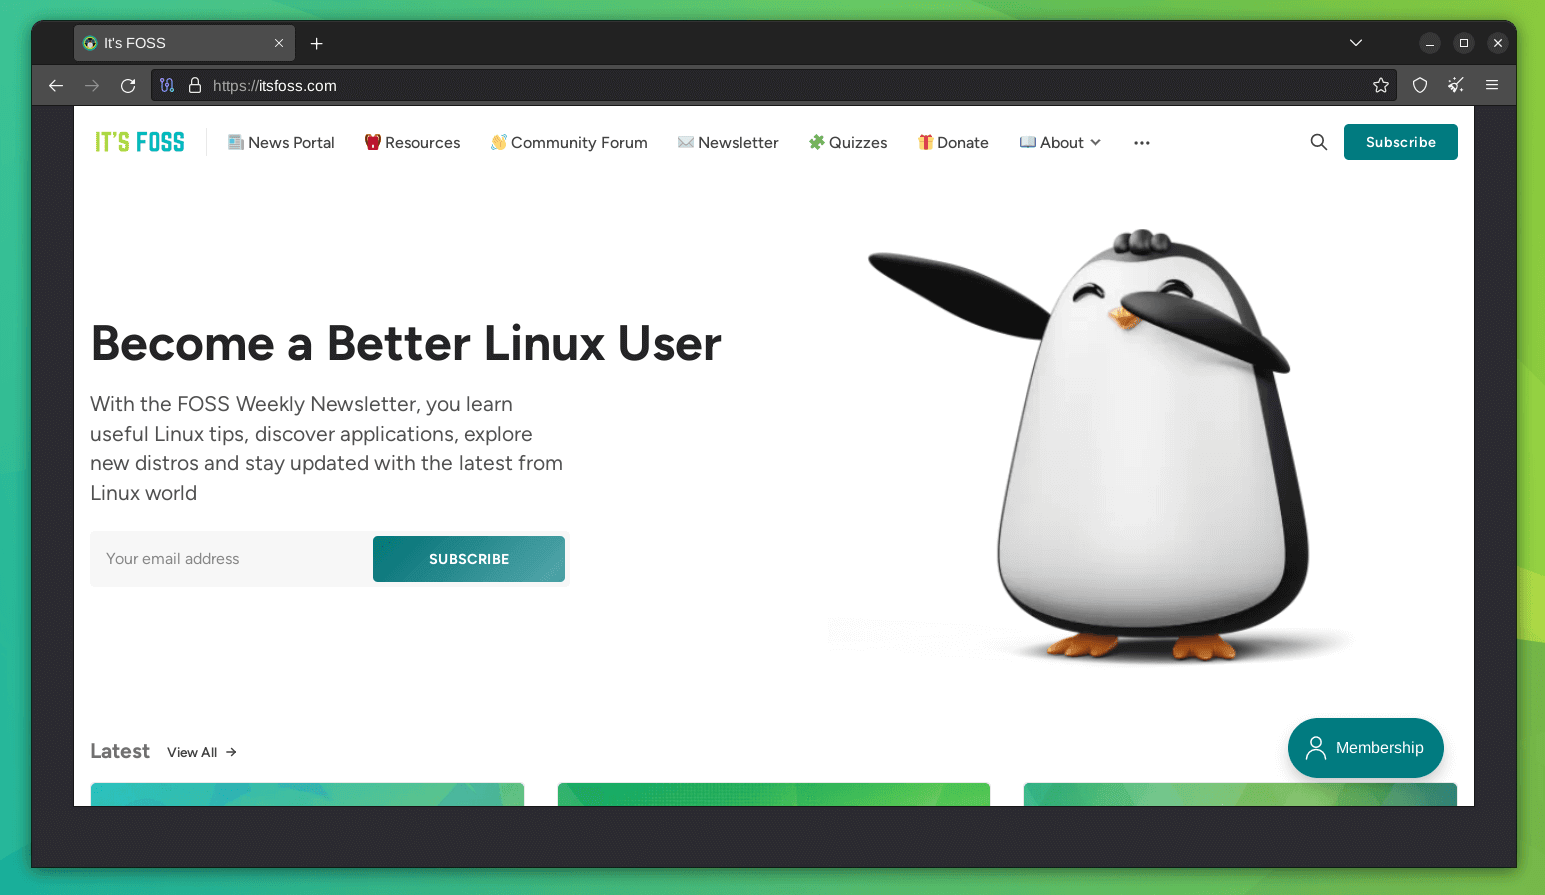 It's FOSS
https://itsfoss.com
IT'S FOSS
News Portal
Resources
Community Forum
Newsletter
Quizzes
Donate
About
Subscribe
Become a Better Linux User
With the FOSS Weekly Newsletter, you learn
useful Linux tips, discover applications, explore
new distros and stay updated with the latest from
Linux world
Your email address
SUBSCRIBE
Latest
View All
Membership